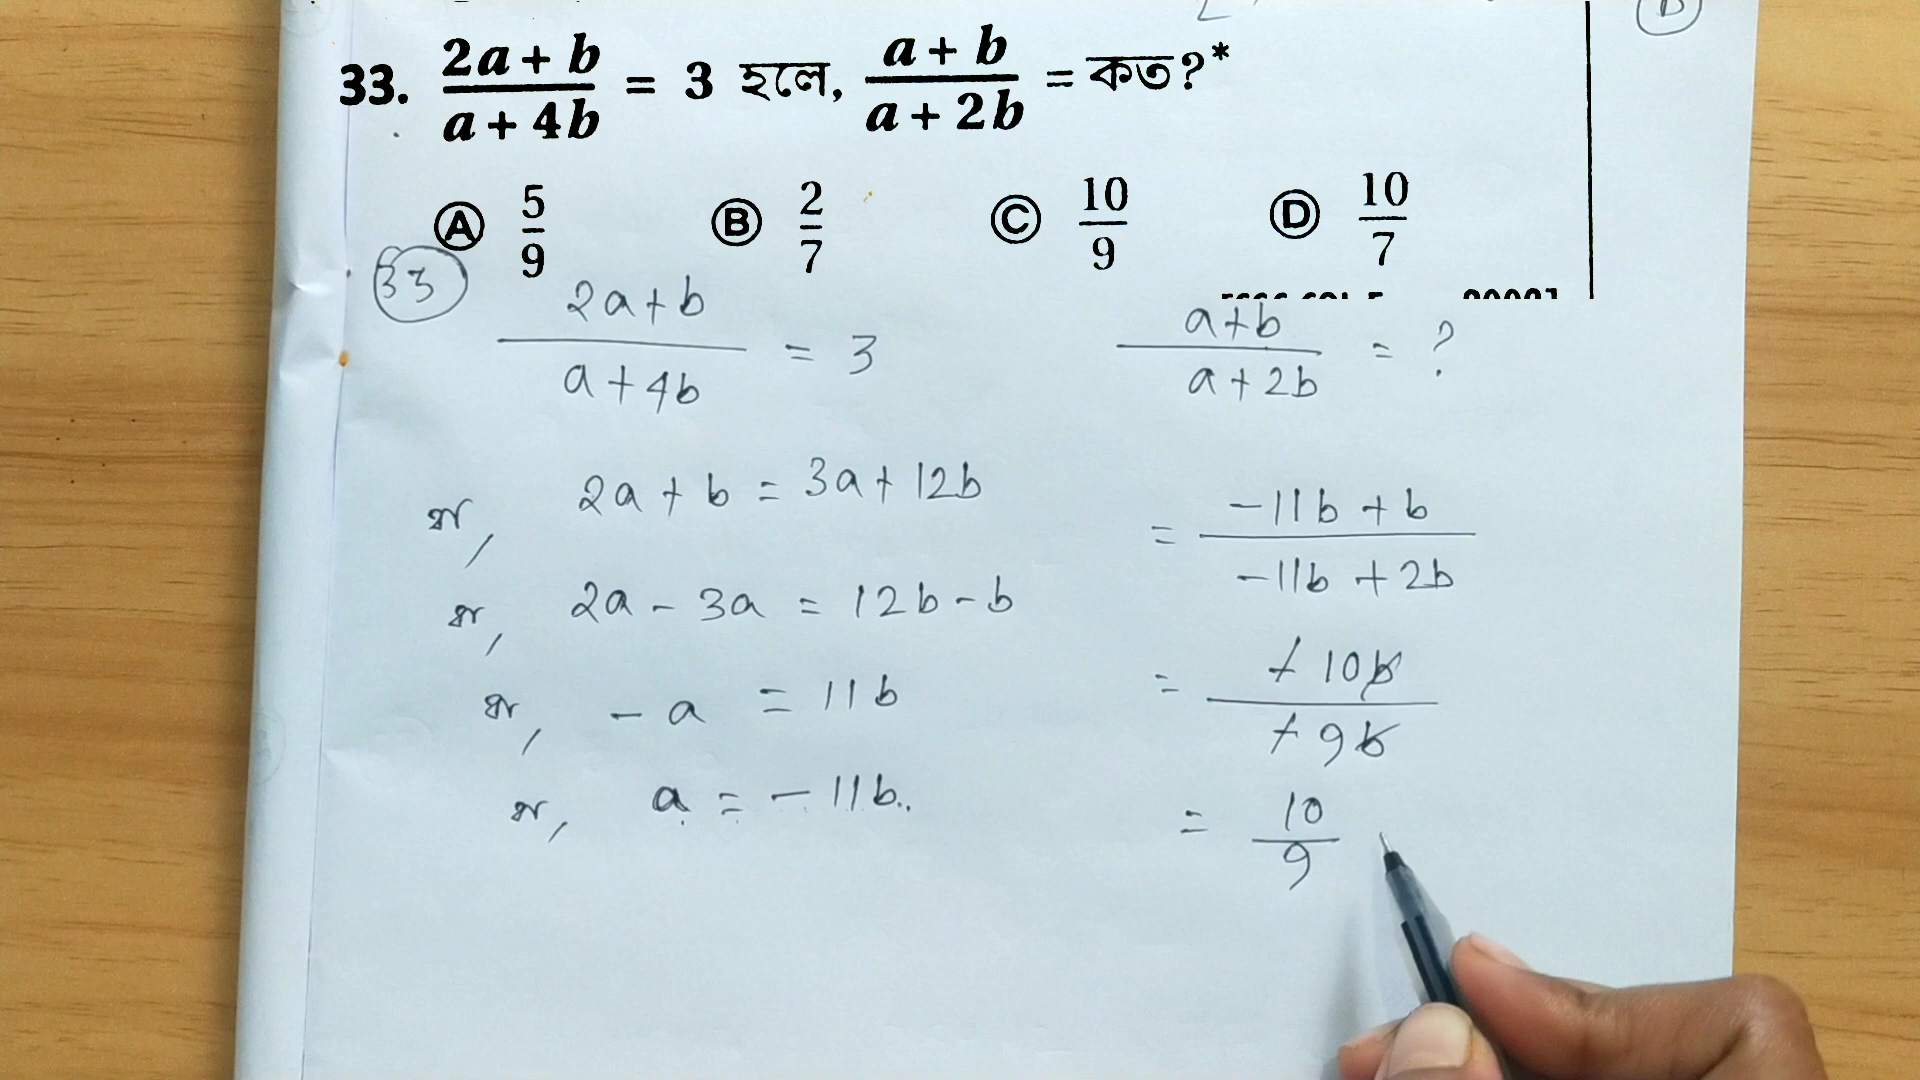 33. (2a + b)/(a + 4b) = 3 হলে, (a + b)/(a + 2b) = কত?*
Ⓐ 5/9 Ⓑ 2/7 Ⓒ 10/9 Ⓓ 10/7
33
(2a+b)/(a+4b) = 3
বা, 2a + b = 3a + 12b
বা, 2a - 3a = 12b - b
বা, - a = 11b
বা, a = - 11b
(a+b)/(a+2b) = ?
= (-11b + b)/(-11b + 2b)
= (-10b)/(-9b)
= 10/9